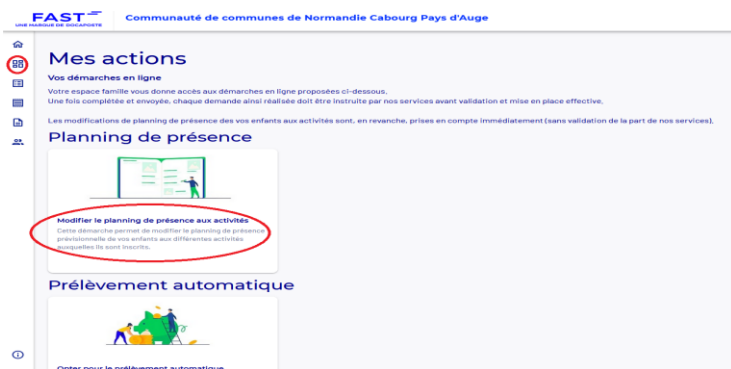 FAST
UNE MARQUE DE DOCAPOSTE
Communauté de communes de Normandie Cabourg Pays d'Auge
Mes actions
Vos démarches en ligne
Votre espace famille vous donne accès aux démarches en ligne proposées ci-dessous.
Une fois complétée et envoyée, chaque demande ainsi réalisée doit être instruite par nos services avant validation et mise en place effective.
Les modifications de planning de présence des vos enfants aux activités sont, en revanche, prises en compte immédiatement (sans validation de la part de nos services).
Planning de présence
Modifier le planning de présence aux activités
Cette démarche permet de modifier le planning de présence
prévisionnelle de vos enfants aux différentes activités
auxquelles ils sont inscrits.
Prélèvement automatique
Opter pour le prélèvement automatique